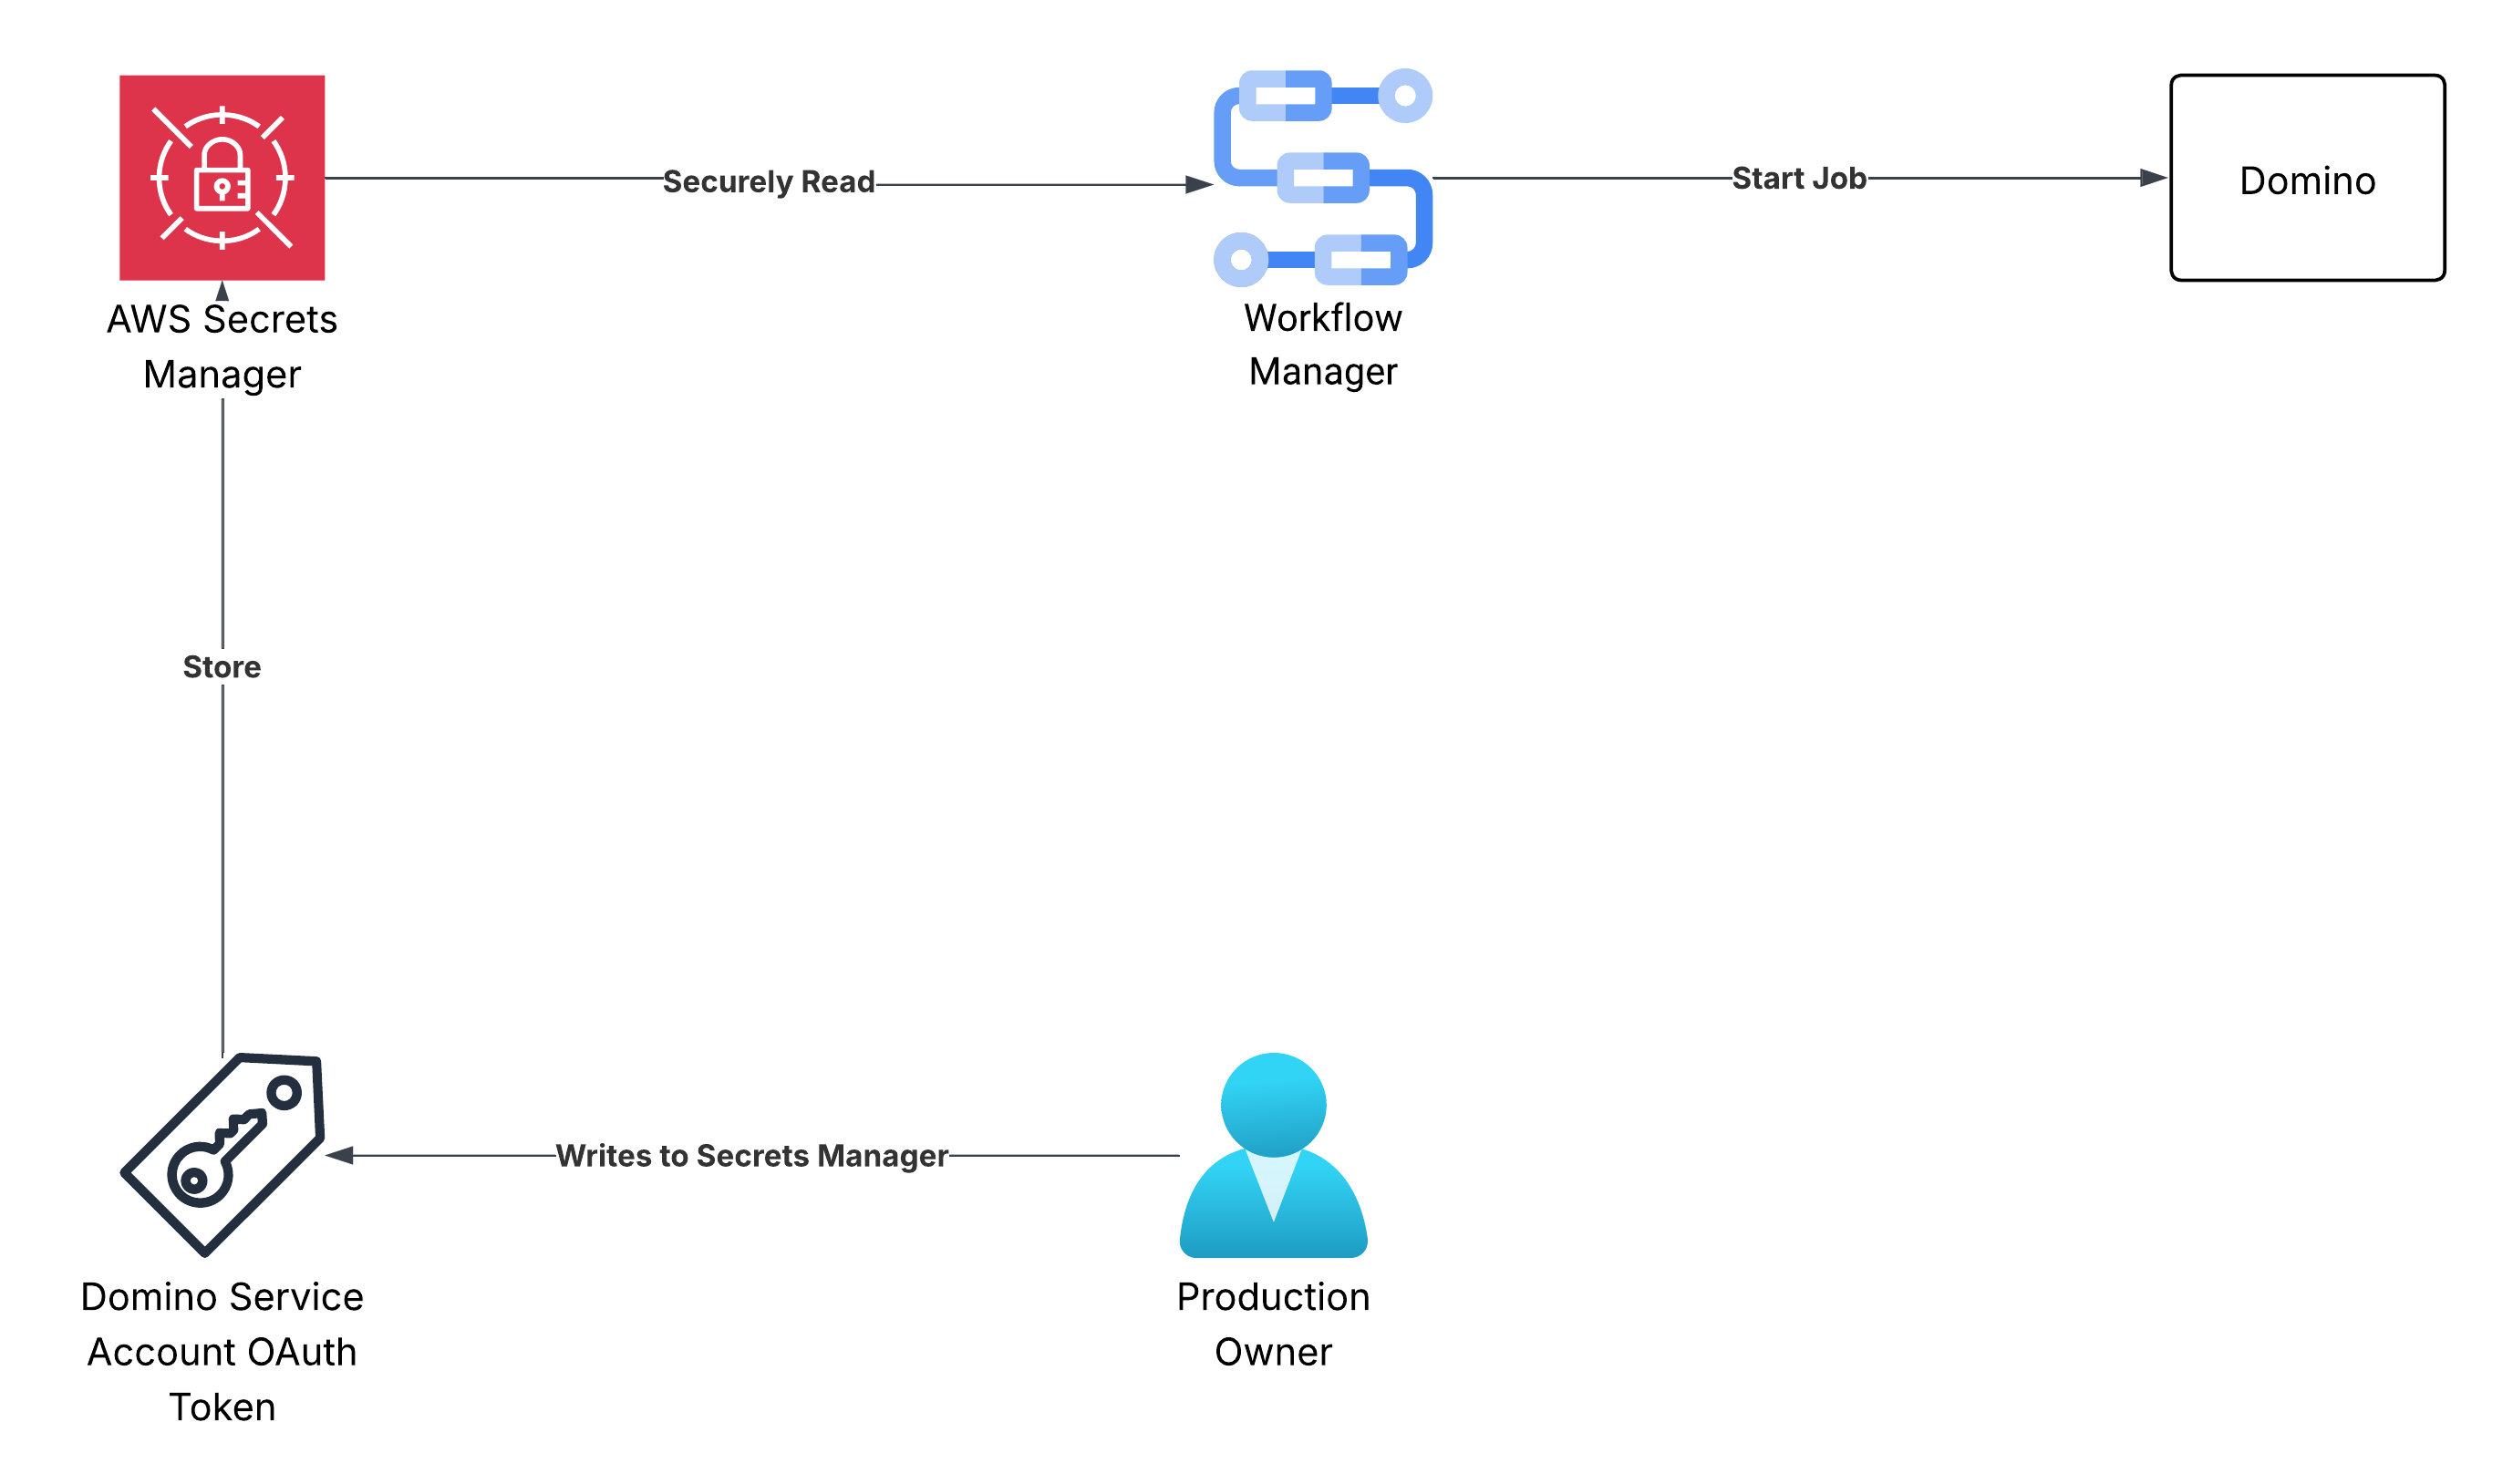 Securely Read
Start Job
Domino
AWS Secrets
Manager
Workflow
Manager
Store
Writes to Secrets Manager
Domino Service
Account OAuth
Token
Production
Owner